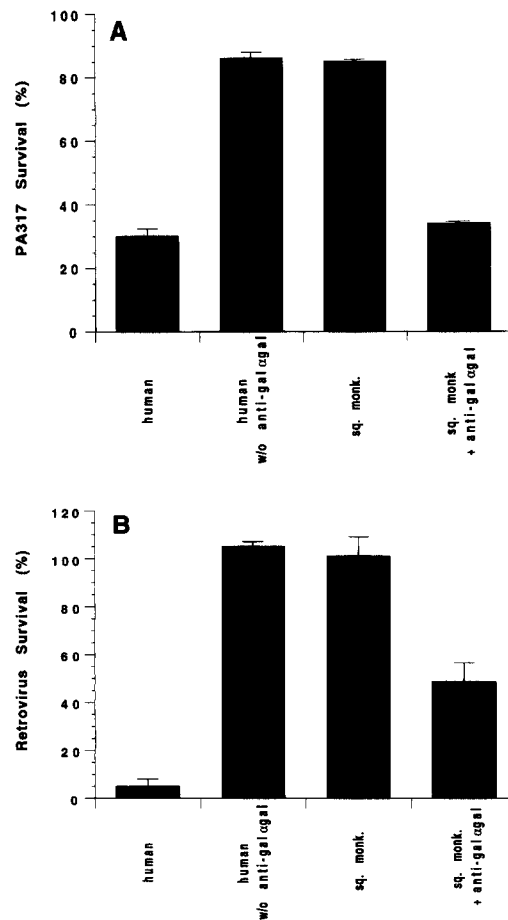 A
PA317 Survival (%)
100
80
60
40
20
0
human
human
w/o anti-galαgal
sq. monk.
sq. monk
+ anti-galαgal
B
Retrovirus Survival (%)
120
100
80
60
40
20
0
human
human
w/o anti-galαgal
sq. monk.
sq. monk.
+ anti-galαgal